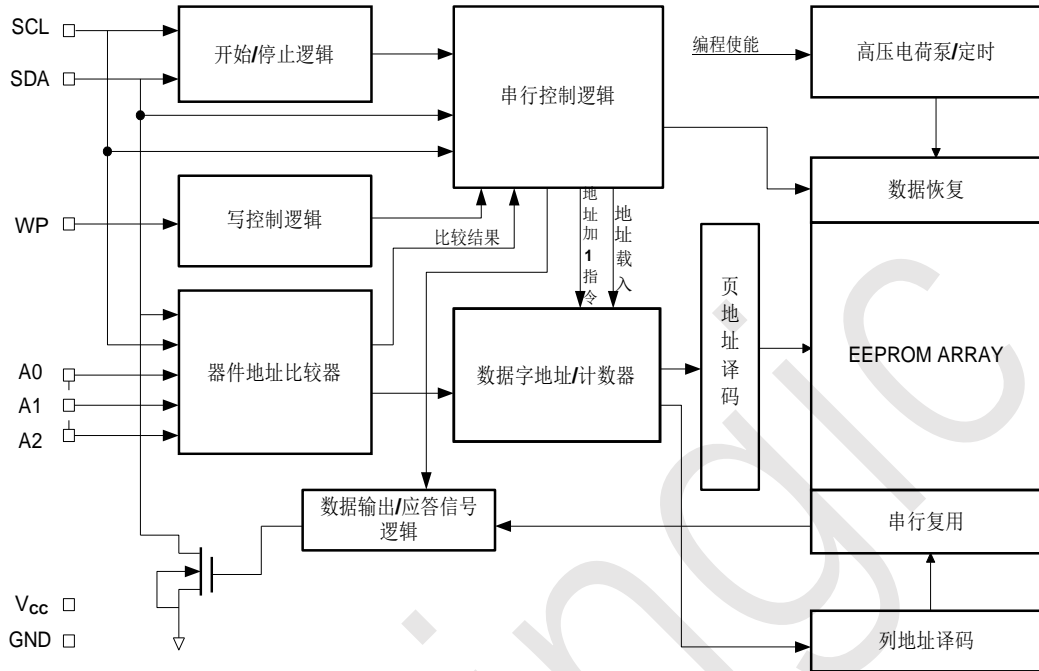 SCL
开始/停止逻辑
SDA
串行控制逻辑
编程使能
高压电荷泵/定时
数据恢复
WP
写控制逻辑
比较结果
地址加1指令
地址载入
页地址译码
EEPROM ARRAY
A0
A1
A2
器件地址比较器
数据字地址/计数器
数据输出/应答信号
逻辑
串行复用
VCC
GND
列地址译码
ingic